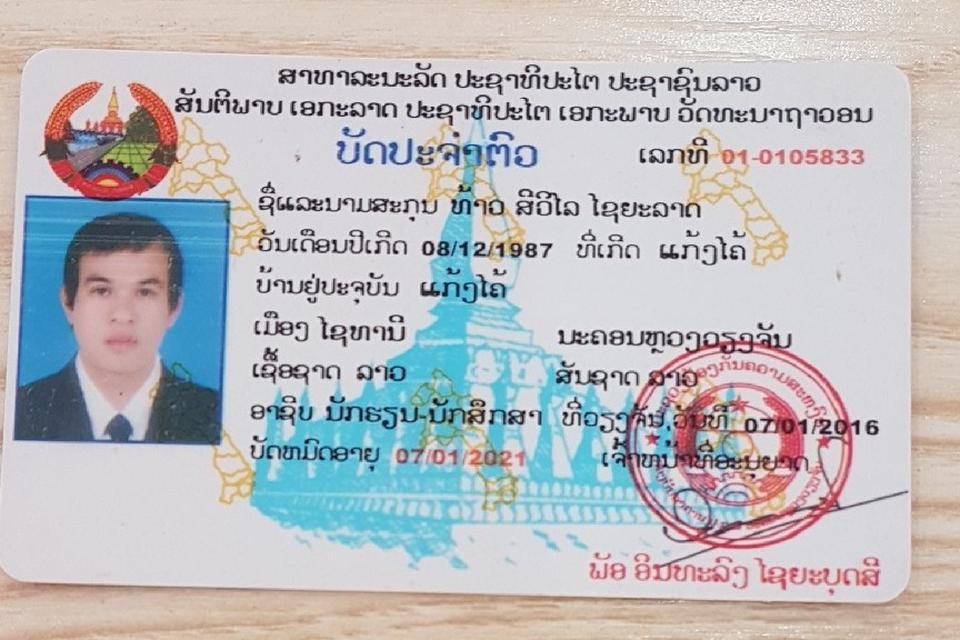 ສາທາລະນະລັດ ປະຊາທິປະໄຕ ປະຊາຊົນລາວ
ສັນຕິພາບ ເອກະລາດ ປະຊາທິປະໄຕ ເອກະພາບ ວັດທະນາຖາວອນ
ບັດປະຈຳຕົວ ເລກທີ 01-0105833
ຊື່ແລະນາມສະກຸນ ທ້າວ ສີວິໄລ ໄຊຍະລາດ
ວັນເດືອນປີເກີດ 08/12/1987 ທີ່ເກີດ ແກ້ງໄຄ້
ບ້ານຢູ່ປະຈຸບັນ ແກ້ງໄຄ້
ເມືອງ ໄຊທານີ ນະຄອນຫຼວງວຽງຈັນ
ເຊື້ອຊາດ ລາວ ສັນຊາດ ລາວ
ອາຊິບ ນັກຮຽນ-ນັກສຶກສາ ທີ່ວຽງຈັນ,ວັນທີ 07/01/2016
ບັດຫມົດອາຍຸ 07/01/2021 ເຈົ້າຫນ້າທີ່ອະນຸຍາດ
ພັອ ອິນທະລົງ ໄຊຍະບຸດສີ